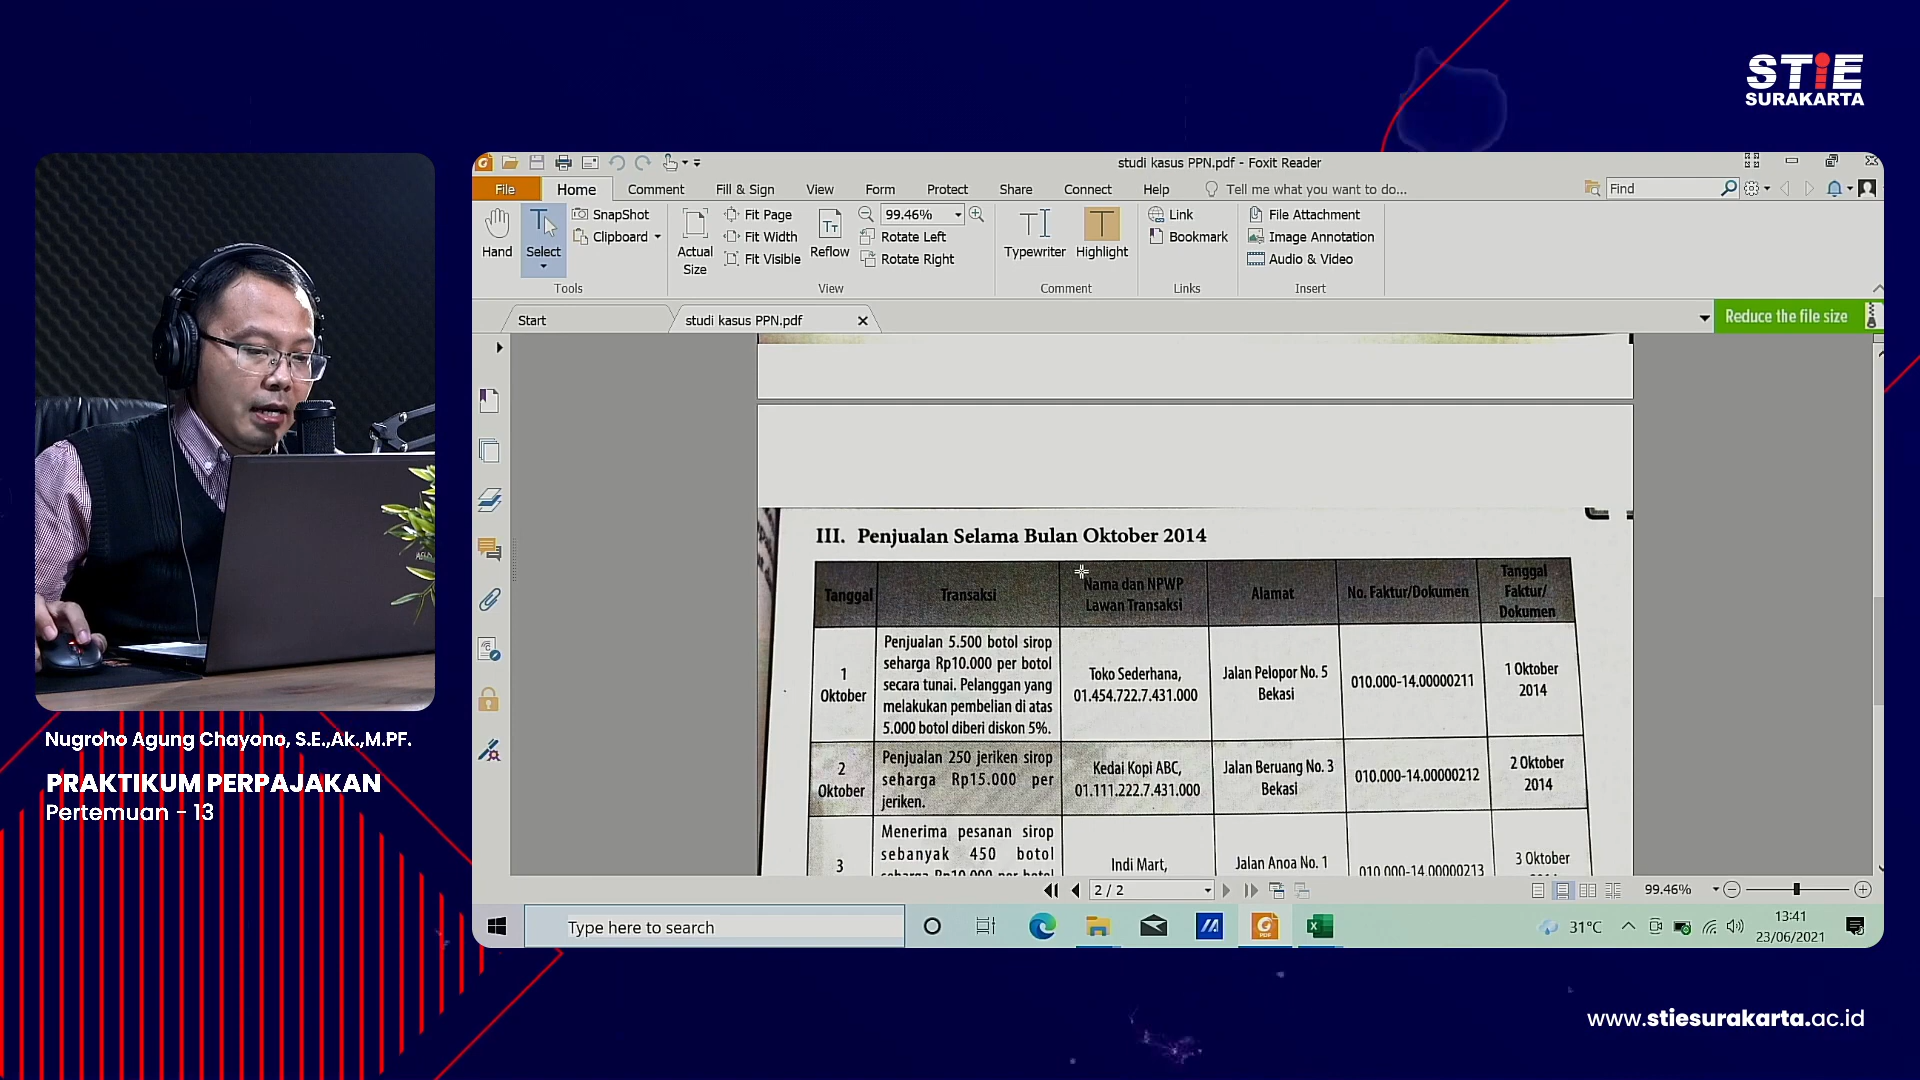 STiE
SURAKARTA
studi kasus PPN.pdf - Foxit Reader
File
Home
Comment
Fill & Sign
View
Form
Protect
Share
Connect
Help
Tell me what you want to do...
Find
Hand
Select
SnapShot
Clipboard
Tools
Actual
Size
Fit Page
Fit Width
Fit Visible
Reflow
99.46%
Rotate Left
Rotate Right
View
Typewriter
Highlight
Comment
Link
Bookmark
Links
File Attachment
Image Annotation
Audio & Video
Insert
Start
studi kasus PPN.pdf
Reduce the file size
III. Penjualan Selama Bulan Oktober 2014
Tanggal
Transaksi
Nama dan NPWP
Lawan Transaksi
Alamat
No. Faktur/Dokumen
Tanggal
Faktur/
Dokumen
1
Oktober
Penjualan 5.500 botol sirop
seharga Rp10.000 per botol
secara tunai. Pelanggan yang
melakukan pembelian di atas
5.000 botol diberi diskon 5%.
Toko Sederhana,
01.454.722.7.431.000
Jalan Pelopor No. 5
Bekasi
010.000-14.00000211
1 Oktober
2014
2
Oktober
Penjualan 250 jeriken sirop
seharga Rp15.000 per
jeriken.
Kedai Kopi ABC,
01.111.222.7.431.000
Jalan Beruang No. 3
Bekasi
010.000-14.00000212
2 Oktober
2014
3
Menerima pesanan sirop
sebanyak 450 botol
seharga Rp10.000 per botol
Indi Mart,
Jalan Anoa No. 1
010.000-14.00000213
3 Oktober
2014
2 / 2
99.46%
Type here to search
31°C
13:41
23/06/2021
Nugroho Agung Chayono, S.E.,Ak.,M.PF.
PRAKTIKUM PERPAJAKAN
Pertemuan - 13
www.stiesurakarta.ac.id